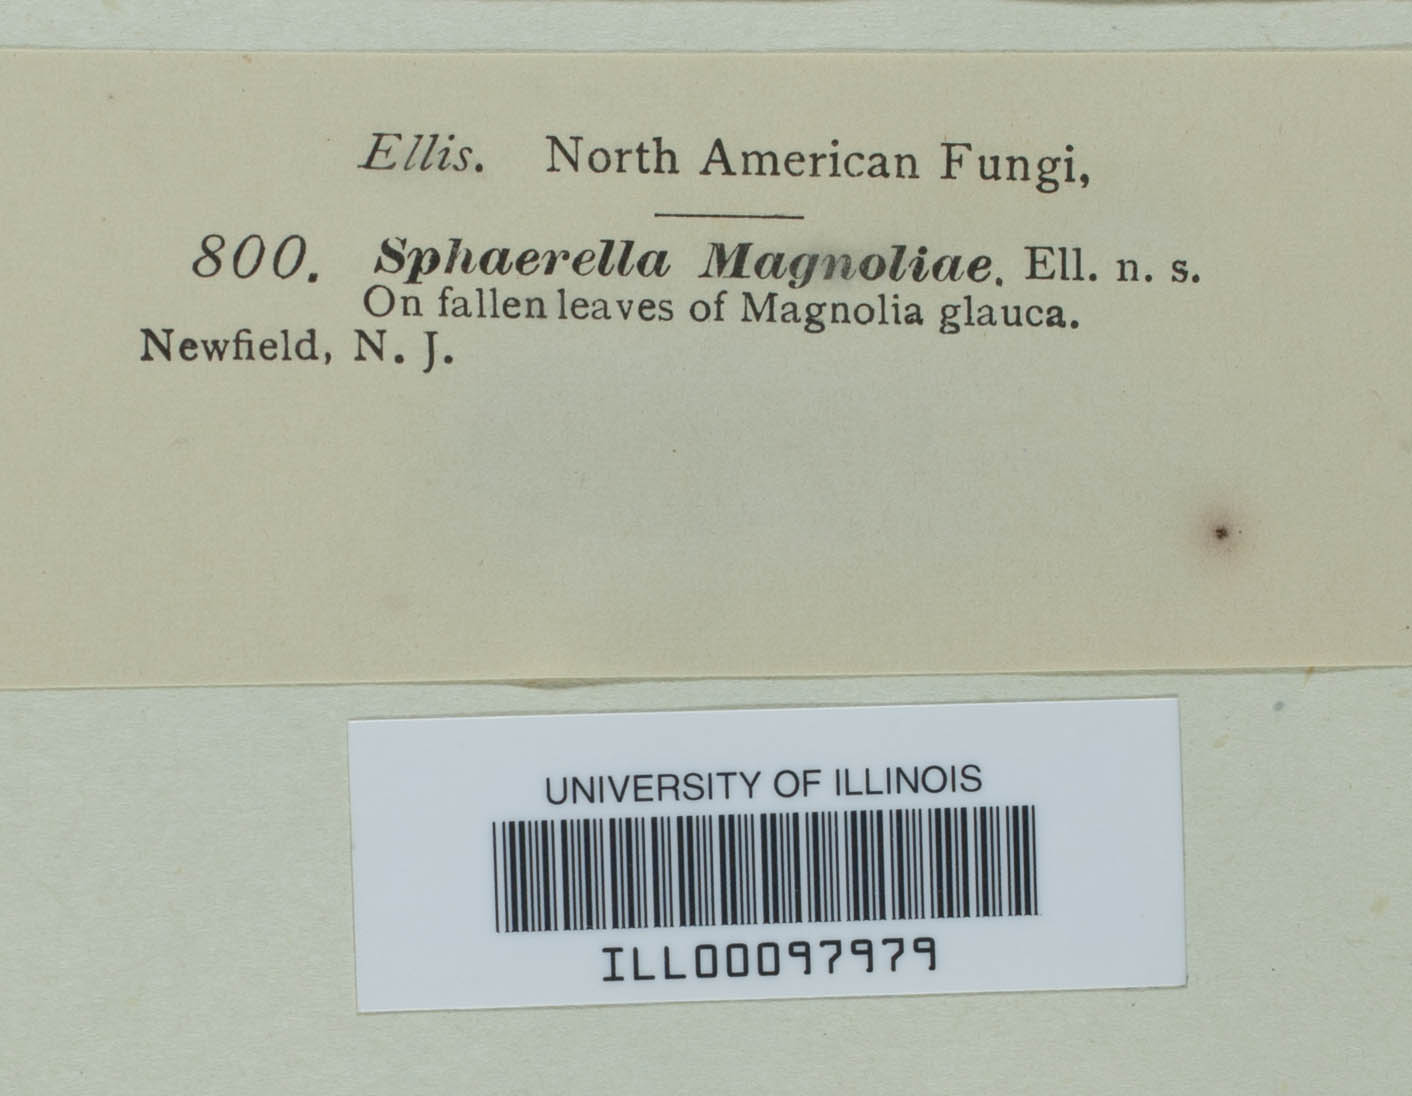 Ellis. North American Fungi,
800. Sphaerella Magnoliae. Ell. n. s.
On fallen leaves of Magnolia glauca.
Newfield, N. J.
UNIVERSITY OF ILLINOIS
ILL00097979